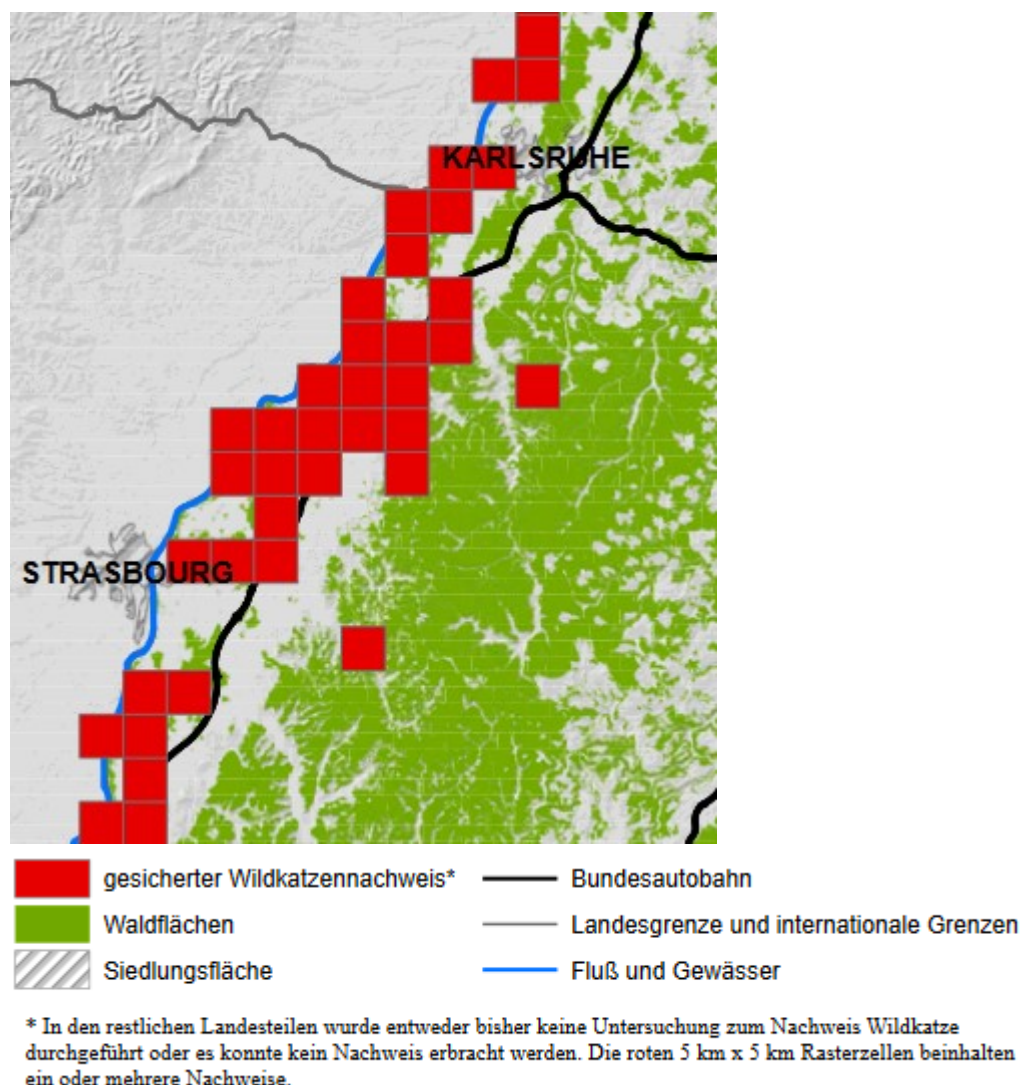 KARLSRUHE
STRASBOURG
gesicherter Wildkatzennachweis*
Bundesautobahn
Waldflächen
Landesgrenze und internationale Grenzen
Siedlungsfläche
Fluß und Gewässer
* In den restlichen Landesteilen wurde entweder bisher keine Untersuchung zum Nachweis Wildkatze
durchgeführt oder es konnte kein Nachweis erbracht werden. Die roten 5 km x 5 km Rasterzellen beinhalten
ein oder mehrere Nachweise.